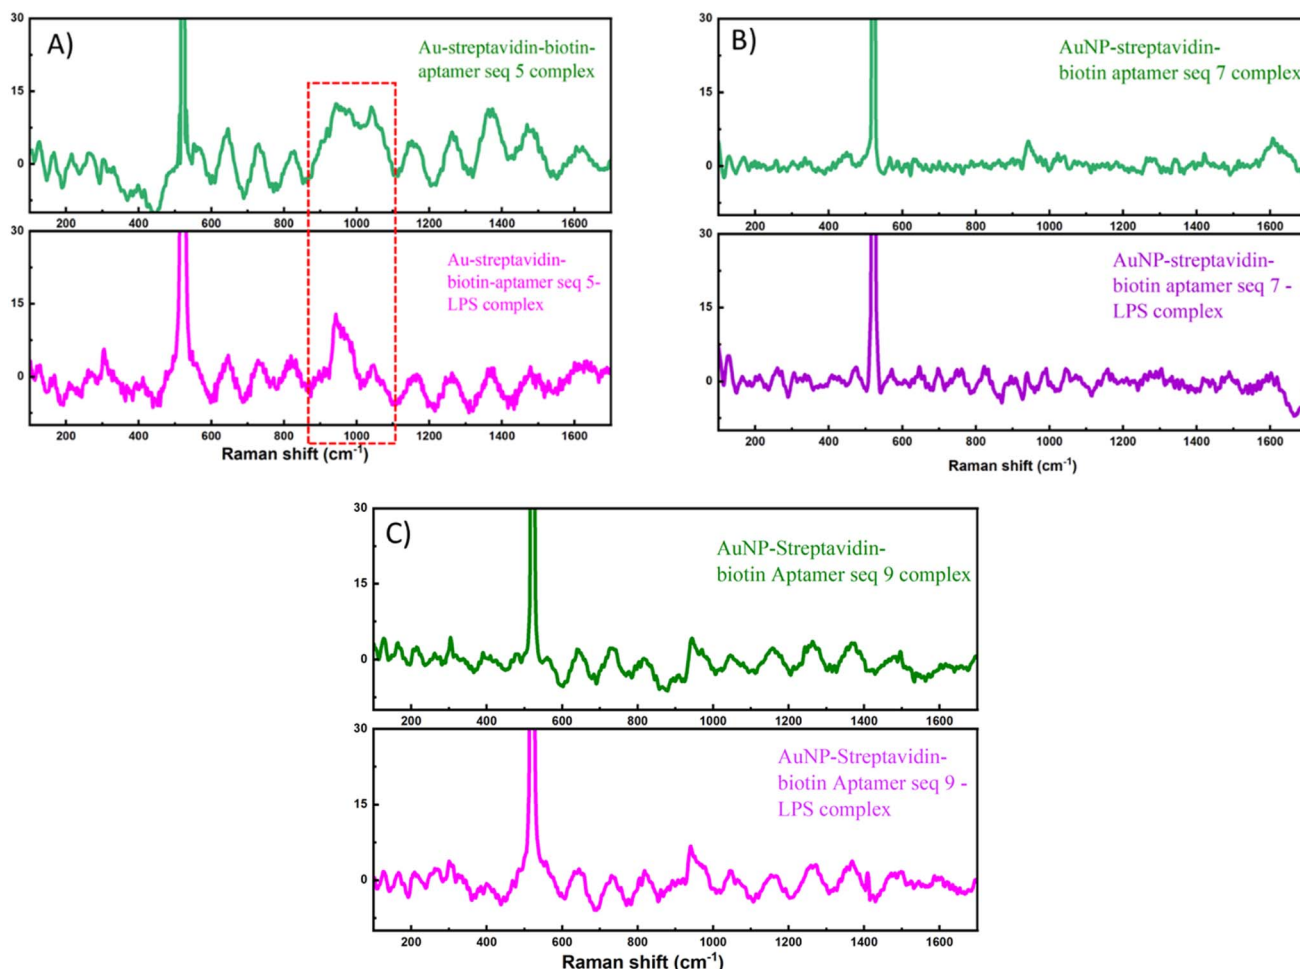 A)
Au-streptavidin-biotin-
aptamer seq 5 complex
30
15
0
200 400 600 800 1000 1200 1400 1600
Au-streptavidin-
biotin-aptamer seq 5-
LPS complex
30
15
0
200 400 600 800 1000 1200 1400 1600
Raman shift (cm-1)
B)
AuNP-streptavidin-
biotin aptamer seq 7 complex
30
15
0
200 400 600 800 1000 1200 1400 1600
AuNP-streptavidin-
biotin aptamer seq 7 -
LPS complex
30
15
0
200 400 600 800 1000 1200 1400 1600
Raman shift (cm-1)
C)
AuNP-Streptavidin-
biotin Aptamer seq 9 complex
30
15
0
200 400 600 800 1000 1200 1400 1600
AuNP-Streptavidin-
biotin Aptamer seq 9 -
LPS complex
30
15
0
200 400 600 800 1000 1200 1400 1600
Raman shift (cm-1)